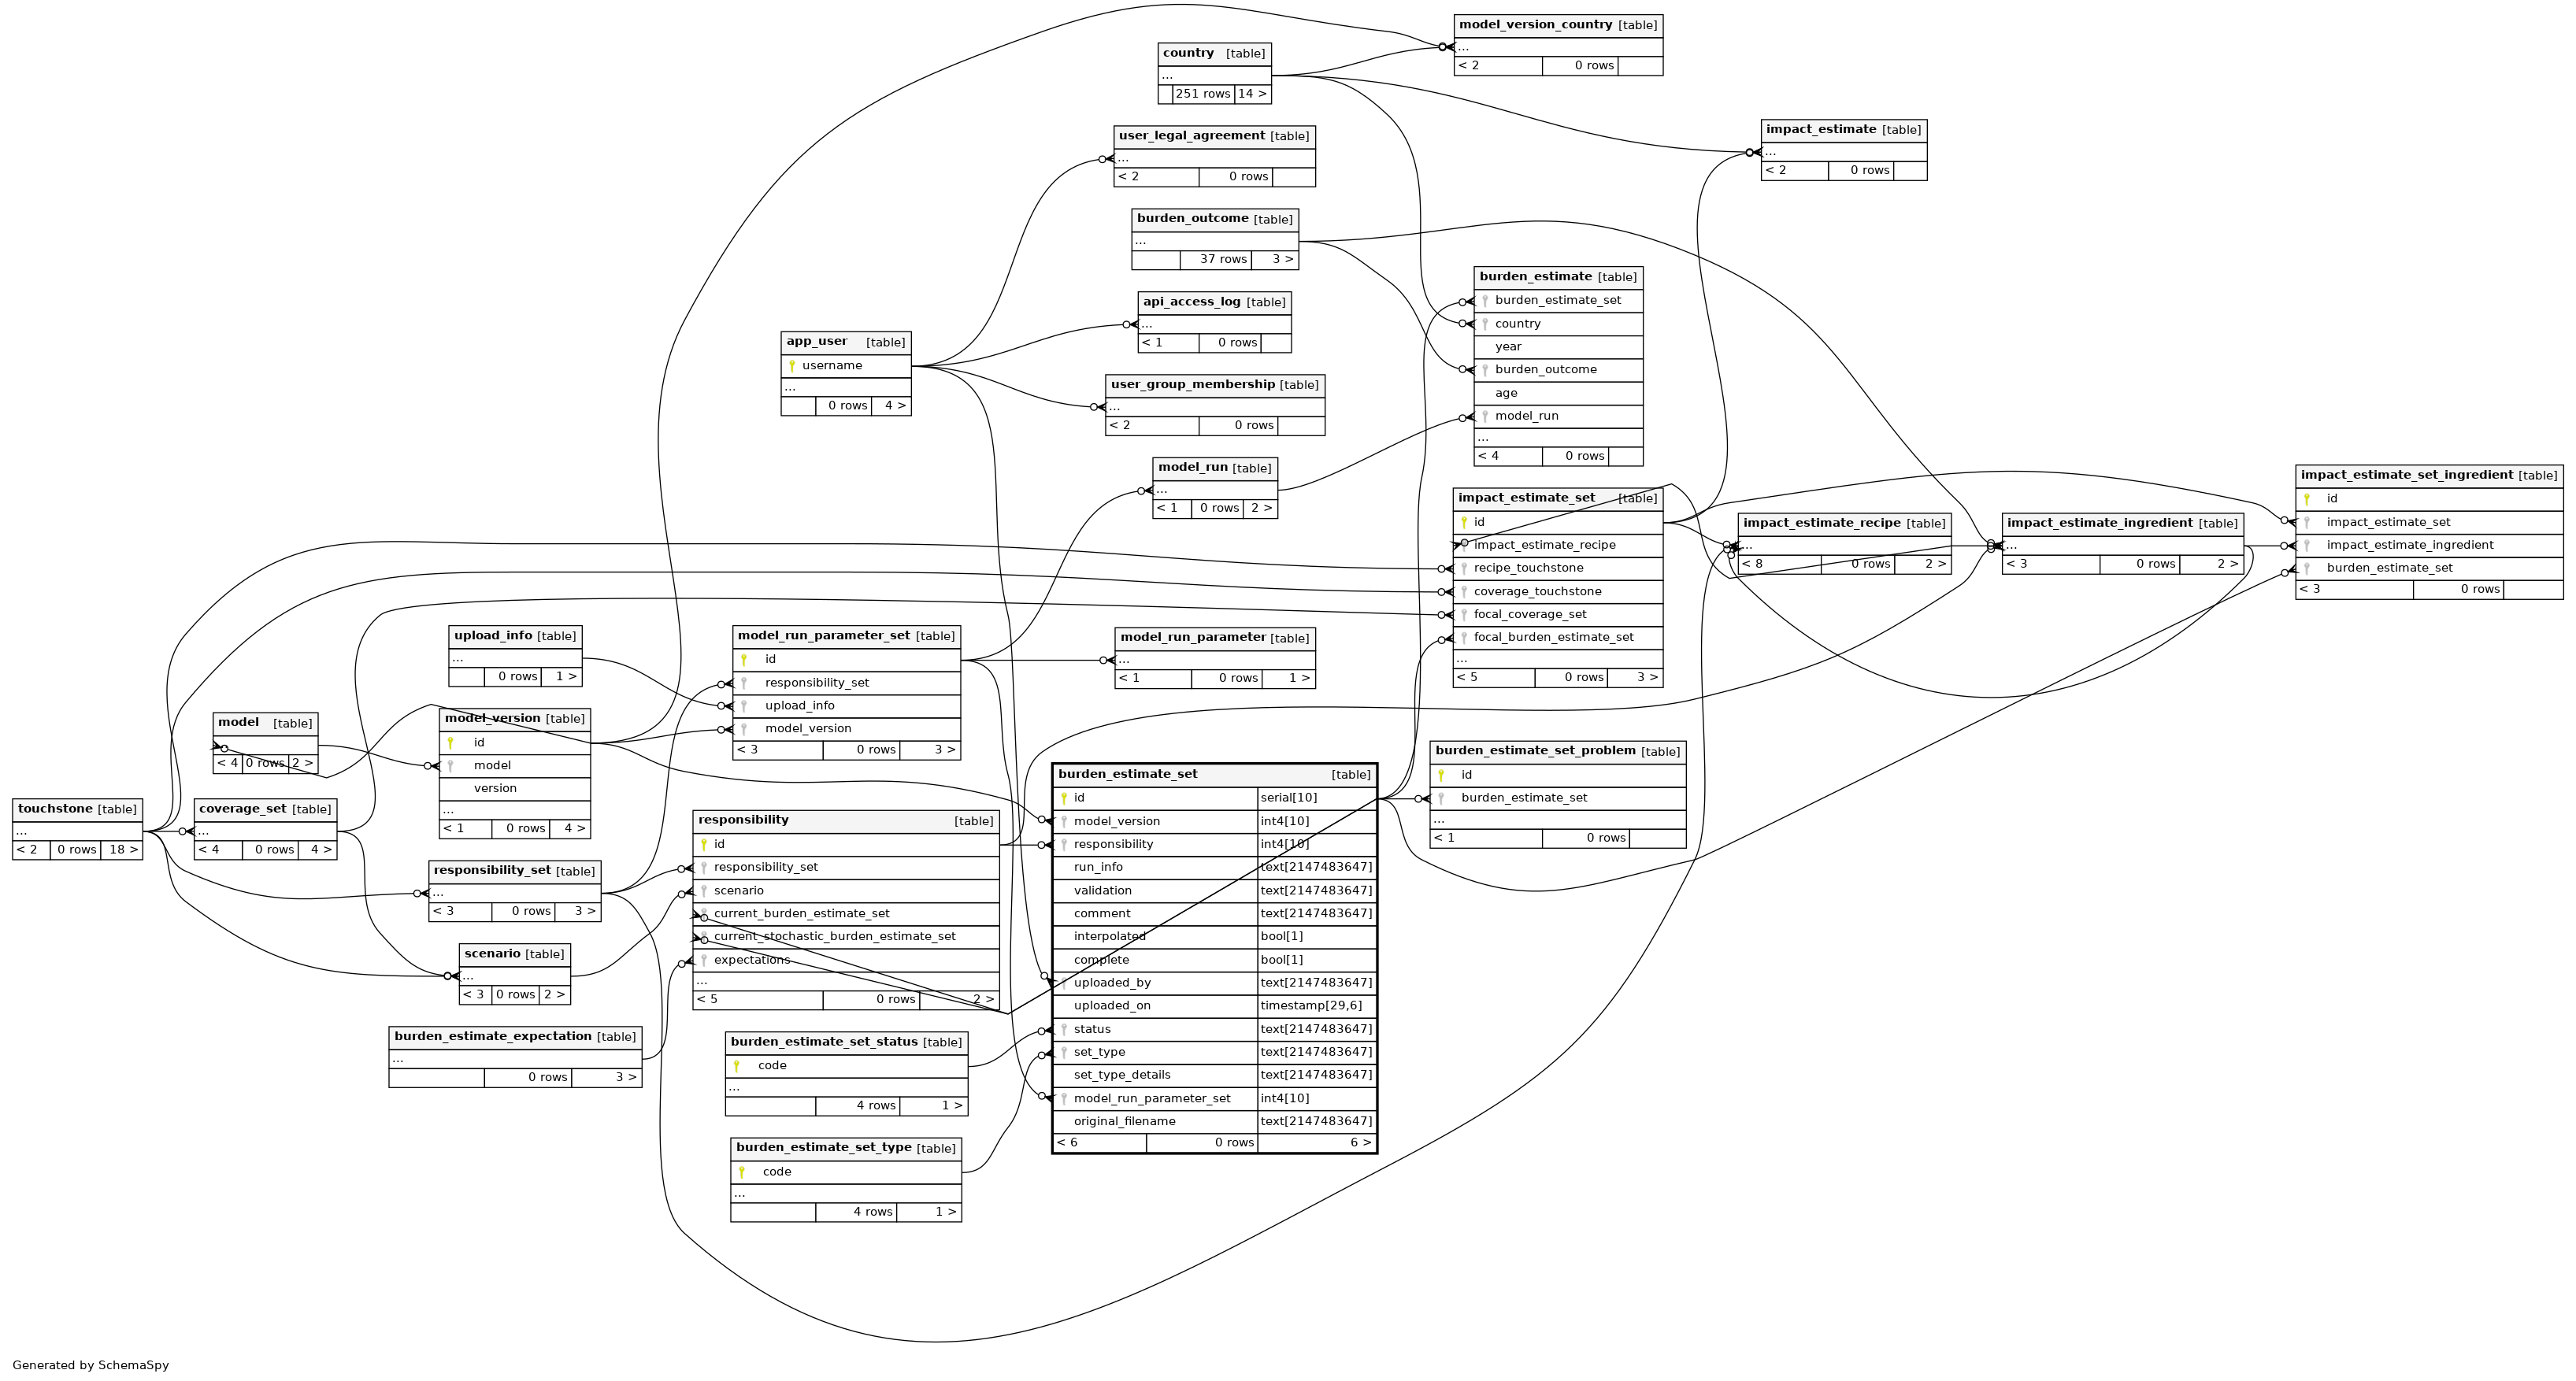 model_version_country [table]
...
< 2 0 rows
country [table]
...
251 rows 14 >
user_legal_agreement [table]
...
< 2 0 rows
impact_estimate [table]
...
< 2 0 rows
burden_outcome [table]
...
37 rows 3 >
burden_estimate [table]
burden_estimate_set
country
year
burden_outcome
age
model_run
...
< 4 0 rows
api_access_log [table]
...
< 1 0 rows
app_user [table]
username
...
0 rows 4 >
user_group_membership [table]
...
< 2 0 rows
model_run [table]
...
< 1 0 rows 2 >
impact_estimate_set [table]
id
impact_estimate_recipe
recipe_touchstone
coverage_touchstone
focal_coverage_set
focal_burden_estimate_set
...
< 5 0 rows 3 >
impact_estimate_recipe [table]
...
< 8 0 rows 2 >
impact_estimate_ingredient [table]
...
< 3 0 rows 2 >
impact_estimate_set_ingredient [table]
id
impact_estimate_set
impact_estimate_ingredient
burden_estimate_set
< 3 0 rows
upload_info [table]
...
0 rows 1 >
model_run_parameter_set [table]
id
responsibility_set
upload_info
model_version
< 3 0 rows 3 >
model_run_parameter [table]
...
< 1 0 rows 1 >
model [table]
< 4 0 rows 2 >
model_version [table]
id
model
version
...
< 1 0 rows 4 >
burden_estimate_set_problem [table]
id
burden_estimate_set
...
< 1 0 rows
touchstone [table]
...
< 2 0 rows 18 >
coverage_set [table]
...
< 4 0 rows 4 >
responsibility_set [table]
...
< 3 0 rows 3 >
scenario [table]
...
< 3 0 rows 2 >
responsibility [table]
id
responsibility_set
scenario
current_burden_estimate_set
current_stochastic_burden_estimate_set
expectations
...
< 5 0 rows 2 >
burden_estimate_set [table]
id serial[10]
model_version int4[10]
responsibility int4[10]
run_info text[2147483647]
validation text[2147483647]
comment text[2147483647]
interpolated bool[1]
complete bool[1]
uploaded_by text[2147483647]
uploaded_on timestamp[29,6]
status text[2147483647]
set_type text[2147483647]
set_type_details text[2147483647]
model_run_parameter_set int4[10]
original_filename text[2147483647]
< 6 0 rows 6 >
burden_estimate_expectation [table]
...
0 rows 3 >
burden_estimate_set_status [table]
code
...
4 rows 1 >
burden_estimate_set_type [table]
code
...
4 rows 1 >
Generated by SchemaSpy